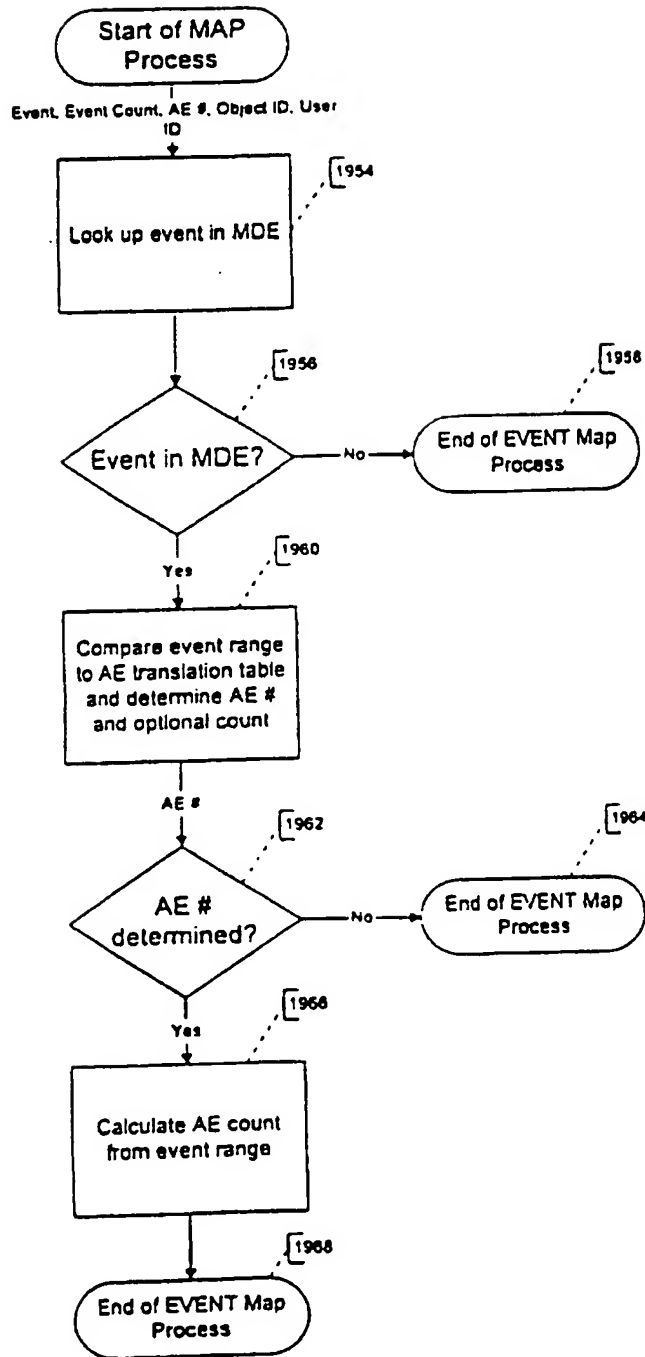 Start of MAP
Process
Event, Event Count, AE #, Object ID, User
ID
1954
Look up event in MDE
1956
1958
Event in MDE?
No
End of EVENT Map
Process
Yes
1960
Compare event range
to AE translation table
and determine AE #
and optional count
AE #
1962
1964
AE #
determined?
No
End of EVENT Map
Process
Yes
1966
Calculate AE count
from event range
1968
End of EVENT Map
Process